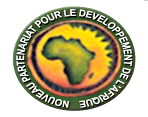 NOUVEAU PARTENARIAT POUR LE DEVELOPPEMENT DE L'AFRIQUE